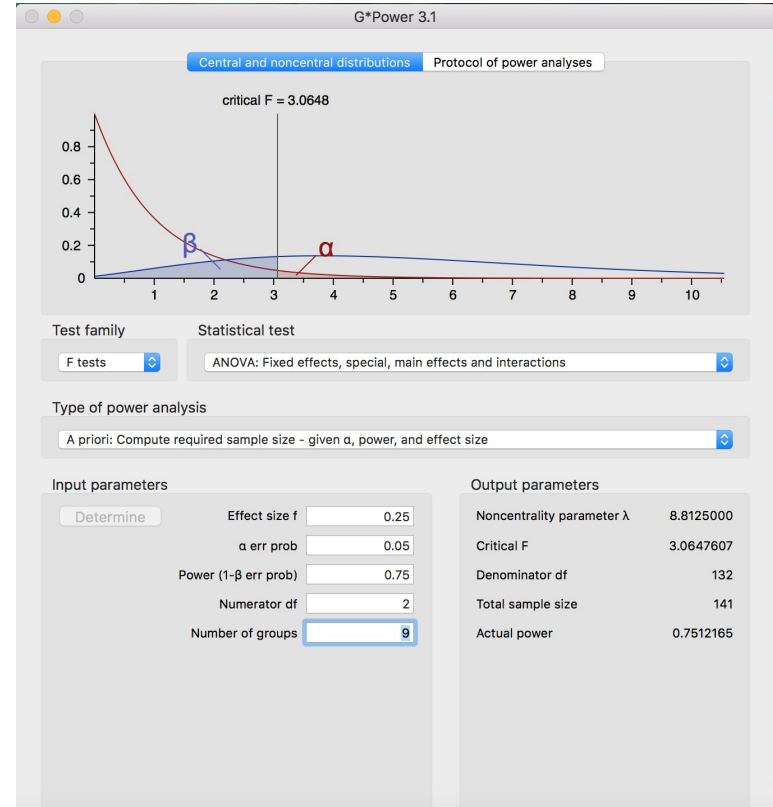 G*Power 3.1
Central and noncentral distributions Protocol of power analyses
critical F = 3.0648
0.8
0.6
0.4
0.2
0
β
α
1 2 3 4 5 6 7 8 9 10
Test family Statistical test
F tests ANOVA: Fixed effects, special, main effects and interactions
Type of power analysis
A priori: Compute required sample size - given α, power, and effect size
Input parameters Output parameters
Determine Effect size f 0.25 Noncentrality parameter λ 8.8125000
α err prob 0.05 Critical F 3.0647607
Power (1-β err prob) 0.75 Denominator df 132
Numerator df 2 Total sample size 141
Number of groups 9 Actual power 0.7512165